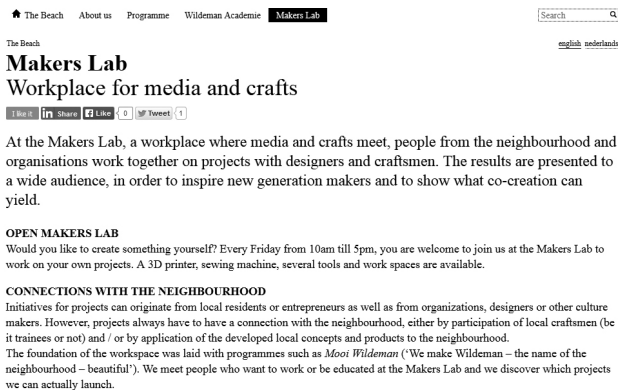 The Beach About us Programme Wildeman Academie Makers Lab Search
The Beach english nederlands
Makers Lab
Workplace for media and crafts
I like it in Share f Like 0 Tweet 1
At the Makers Lab, a workplace where media and crafts meet, people from the neighbourhood and
organisations work together on projects with designers and craftsmen. The results are presented to
a wide audience, in order to inspire new generation makers and to show what co-creation can
yield.
OPEN MAKERS LAB
Would you like to create something yourself? Every Friday from 10am till 5pm, you are welcome to join us at the Makers Lab to
work on your own projects. A 3D printer, sewing machine, several tools and work spaces are available.
CONNECTIONS WITH THE NEIGHBOURHOOD
Initiatives for projects can originate from local residents or entrepreneurs as well as from organizations, designers or other culture
makers. However, projects always have to have a connection with the neighbourhood, either by participation of local craftsmen (be
it trainees or not) and / or by application of the developed local concepts and products to the neighbourhood.
The foundation of the workspace was laid with programmes such as Mooi Wildeman (‘We make Wildeman – the name of the
neighbourhood – beautiful’). We meet people who want to work or be educated at the Makers Lab and we discover which projects
we can actually launch.